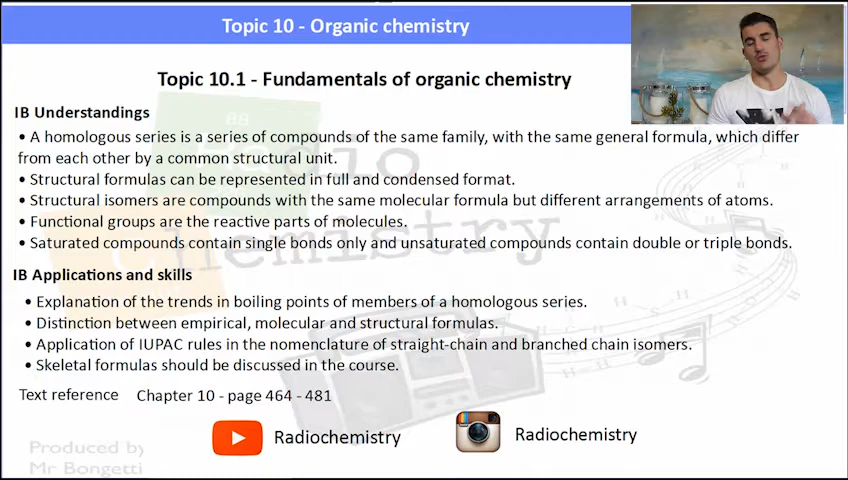 Topic 10 - Organic chemistry
Topic 10.1 - Fundamentals of organic chemistry
IB Understandings
• A homologous series is a series of compounds of the same family, with the same general formula, which differ
from each other by a common structural unit.
• Structural formulas can be represented in full and condensed format.
• Structural isomers are compounds with the same molecular formula but different arrangements of atoms.
• Functional groups are the reactive parts of molecules.
• Saturated compounds contain single bonds only and unsaturated compounds contain double or triple bonds.
IB Applications and skills
• Explanation of the trends in boiling points of members of a homologous series.
• Distinction between empirical, molecular and structural formulas.
• Application of IUPAC rules in the nomenclature of straight-chain and branched chain isomers.
• Skeletal formulas should be discussed in the course.
Text reference Chapter 10 - page 464 - 481
Radiochemistry
Radiochemistry
Produced by
Mr Bongetti